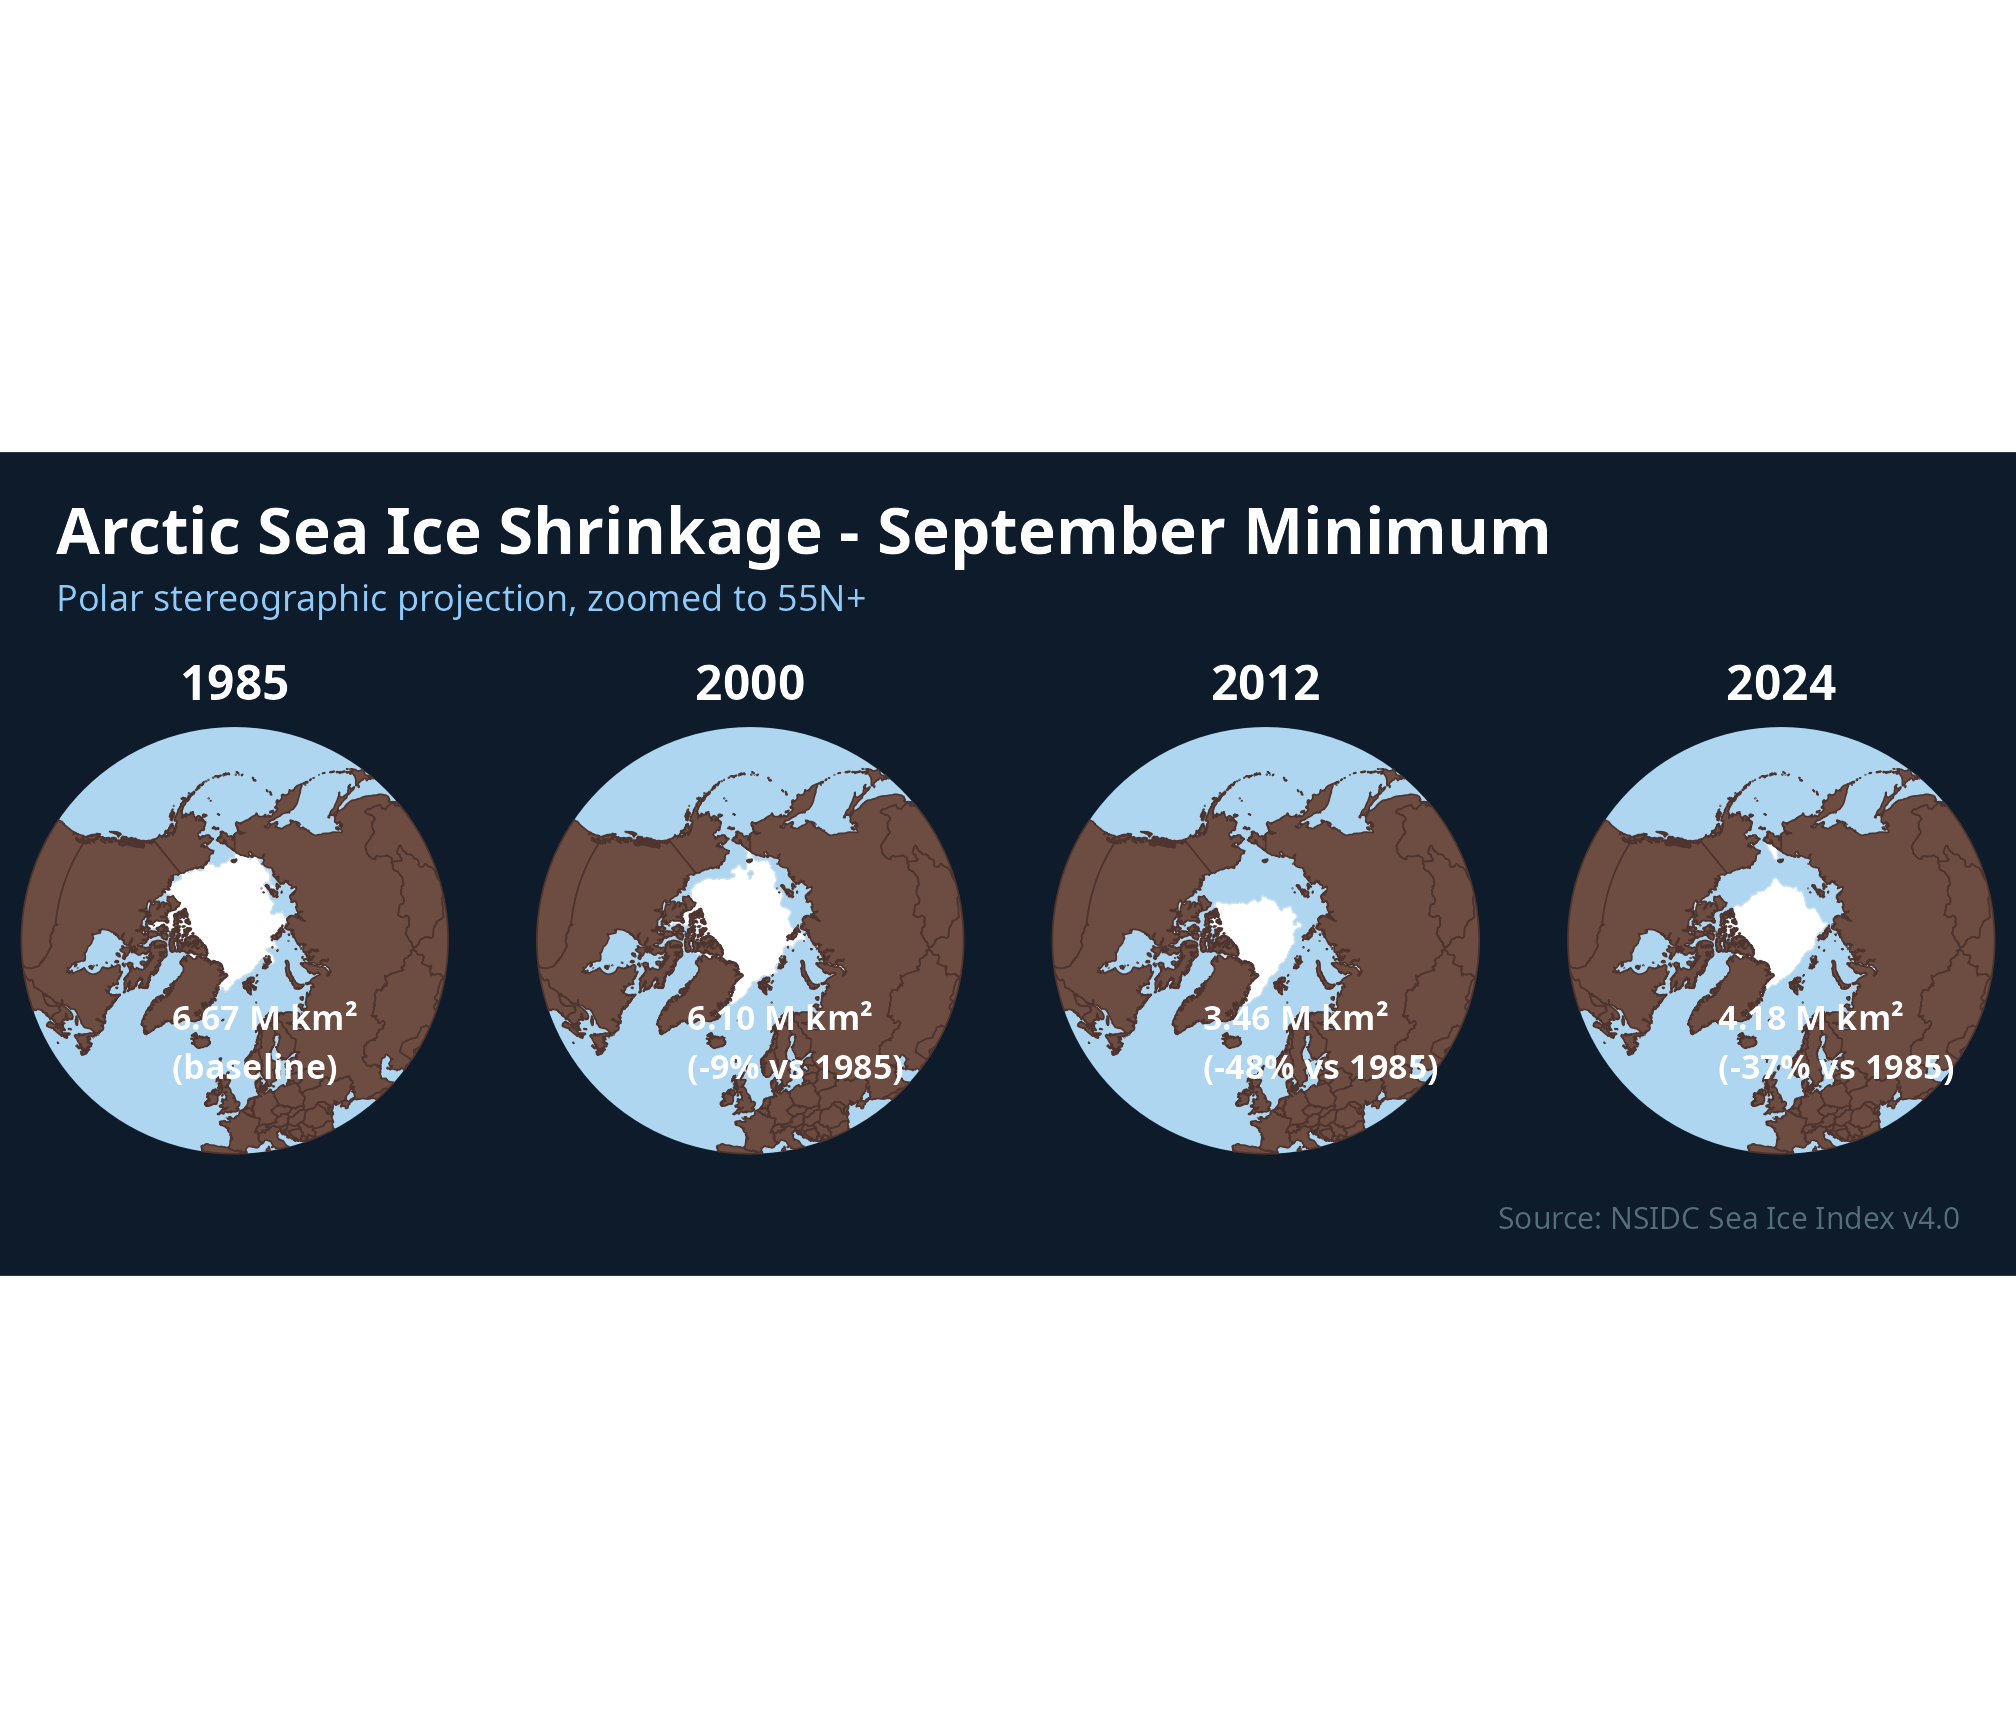 Arctic Sea Ice Shrinkage - September Minimum
Polar stereographic projection, zoomed to 55N+
1985
2000
2012
2024
6.67 M km²
(baseline)
6.10 M km²
(-9% vs 1985)
3.46 M km²
(-48% vs 1985)
4.18 M km²
(-37% vs 1985)
Source: NSIDC Sea Ice Index v4.0